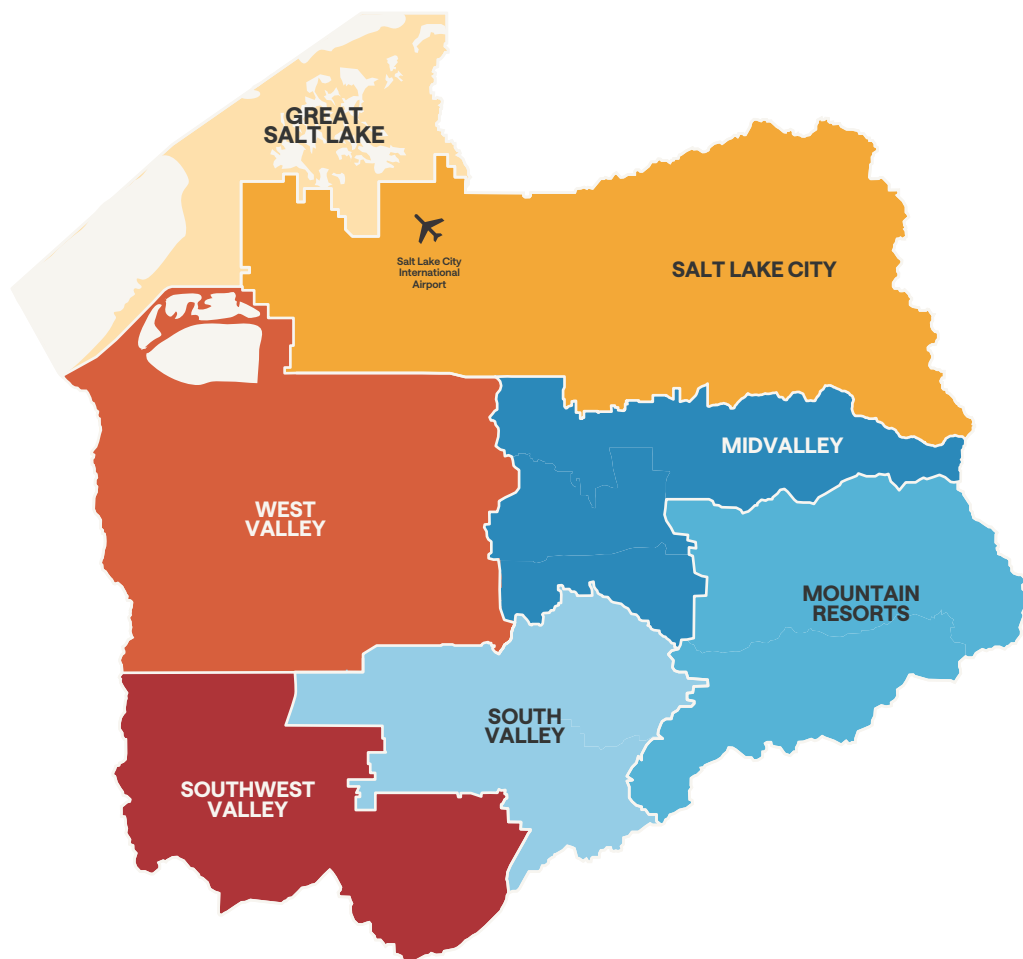 GREAT
SALT LAKE
Salt Lake City
International
Airport
SALT LAKE CITY
MIDVALLEY
WEST
VALLEY
MOUNTAIN
RESORTS
SOUTH
VALLEY
SOUTHWEST
VALLEY